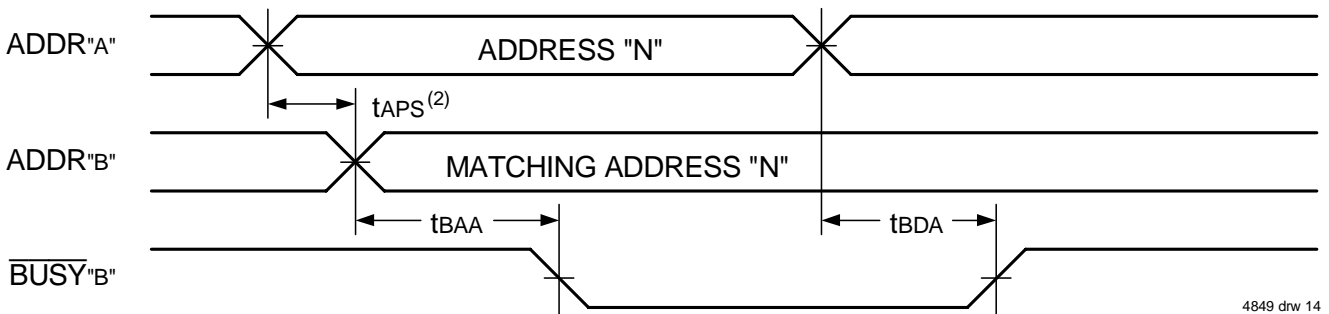 ADDR"A"
ADDRESS "N"
tAPS(2)
ADDR"B"
MATCHING ADDRESS "N"
tBAA
tBDA
BUSY"B"
4849 drw 14